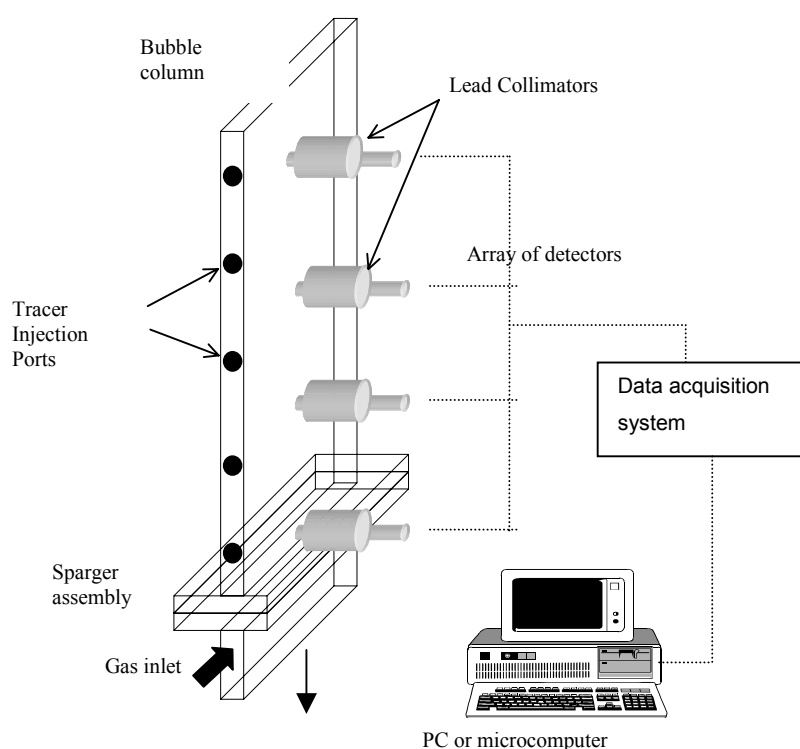 Bubble
column
Lead Collimators
Array of detectors
Tracer
Injection
Ports
Data acquisition
system
Sparger
assembly
Gas inlet
PC or microcomputer